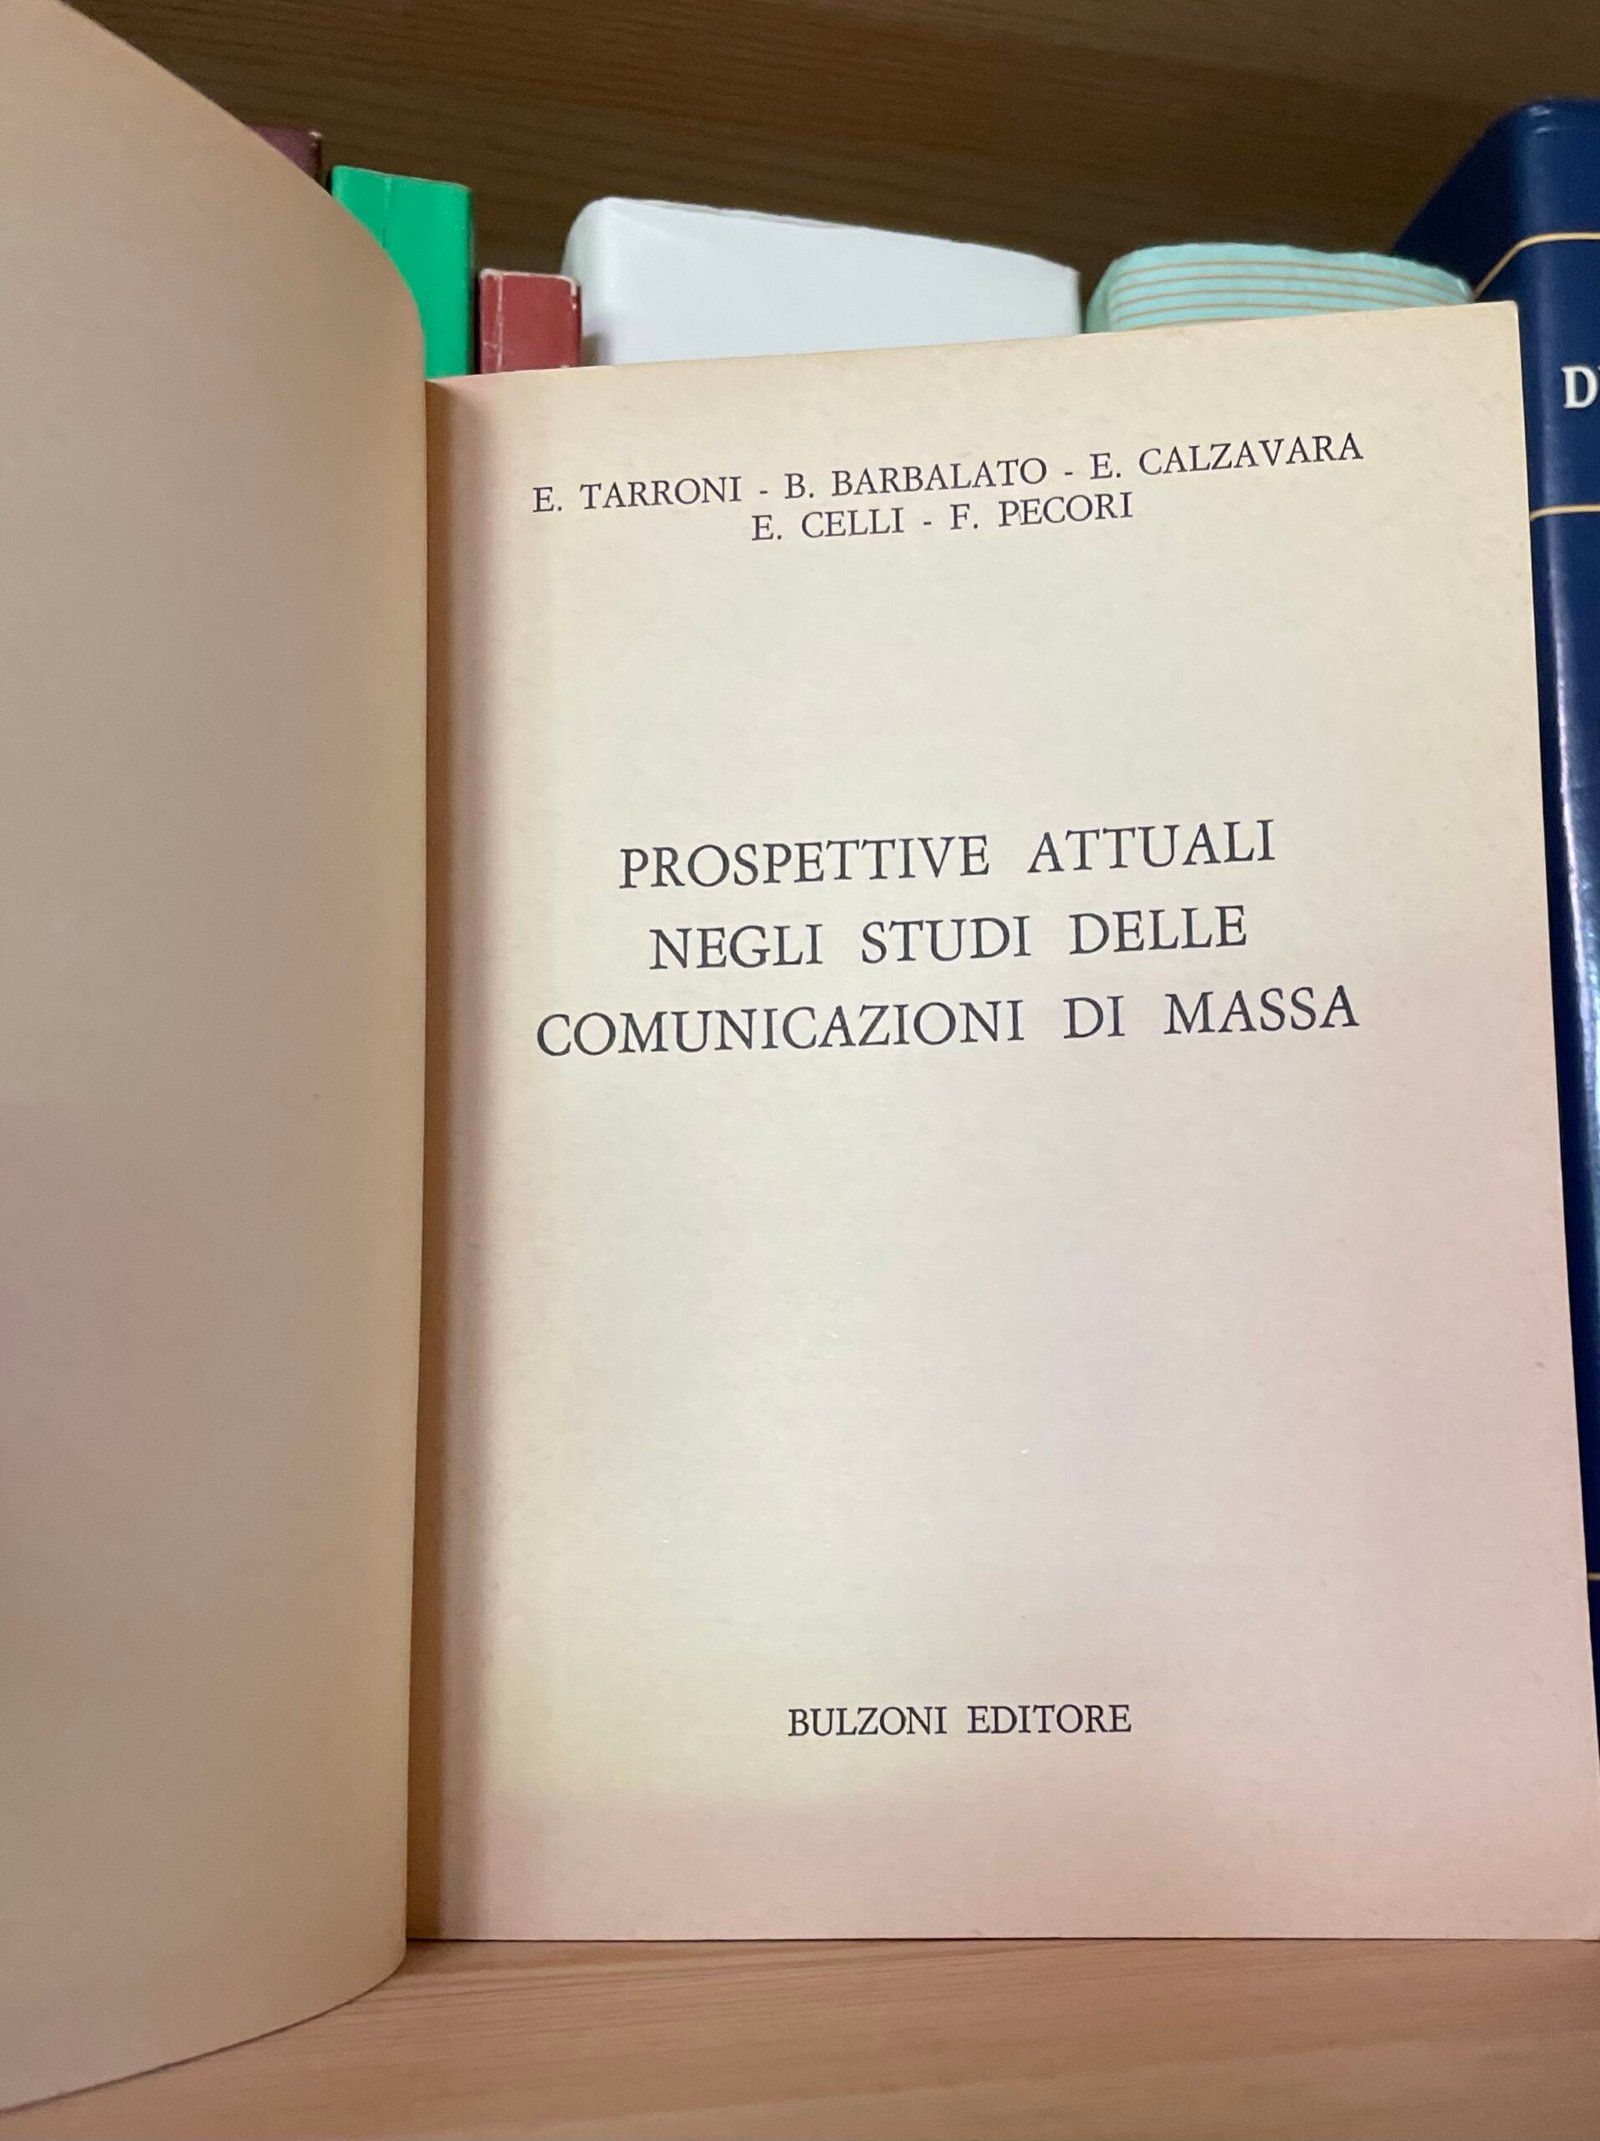 E. TARRONI - B. BARBALATO - E. CALZAVARA
E. CELLI - F. PECORI
PROSPETTIVE ATTUALI
NEGLI STUDI DELLE
COMUNICAZIONI DI MASSA
BULZONI EDITORE